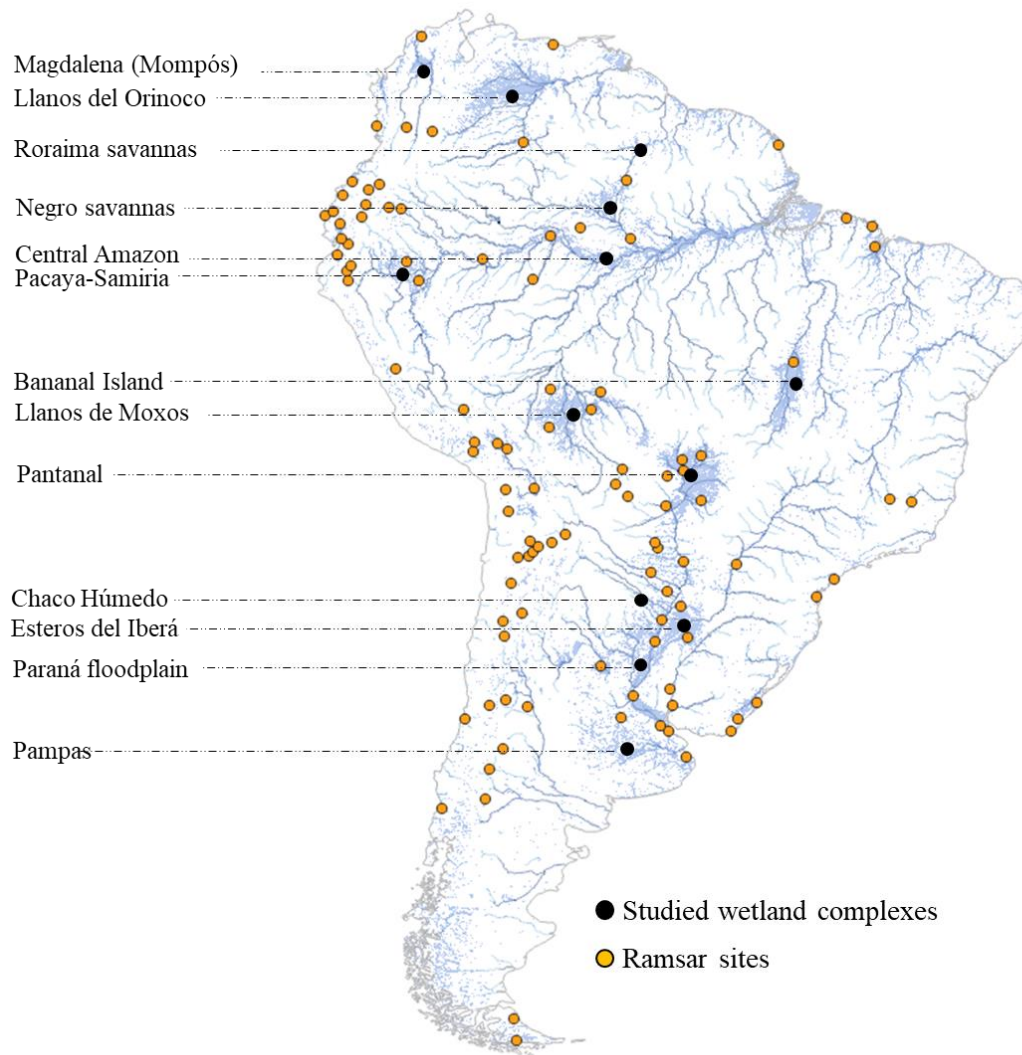 Magdalena (Mompós)
Llanos del Orinoco
Roraima savannas
Negro savannas
Central Amazon
Pacaya-Samiria
Bananal Island
Llanos de Moxos
Pantanal
Chaco Húmedo
Esteros del Iberá
Paraná floodplain
Pampas
Studied wetland complexes
Ramsar sites